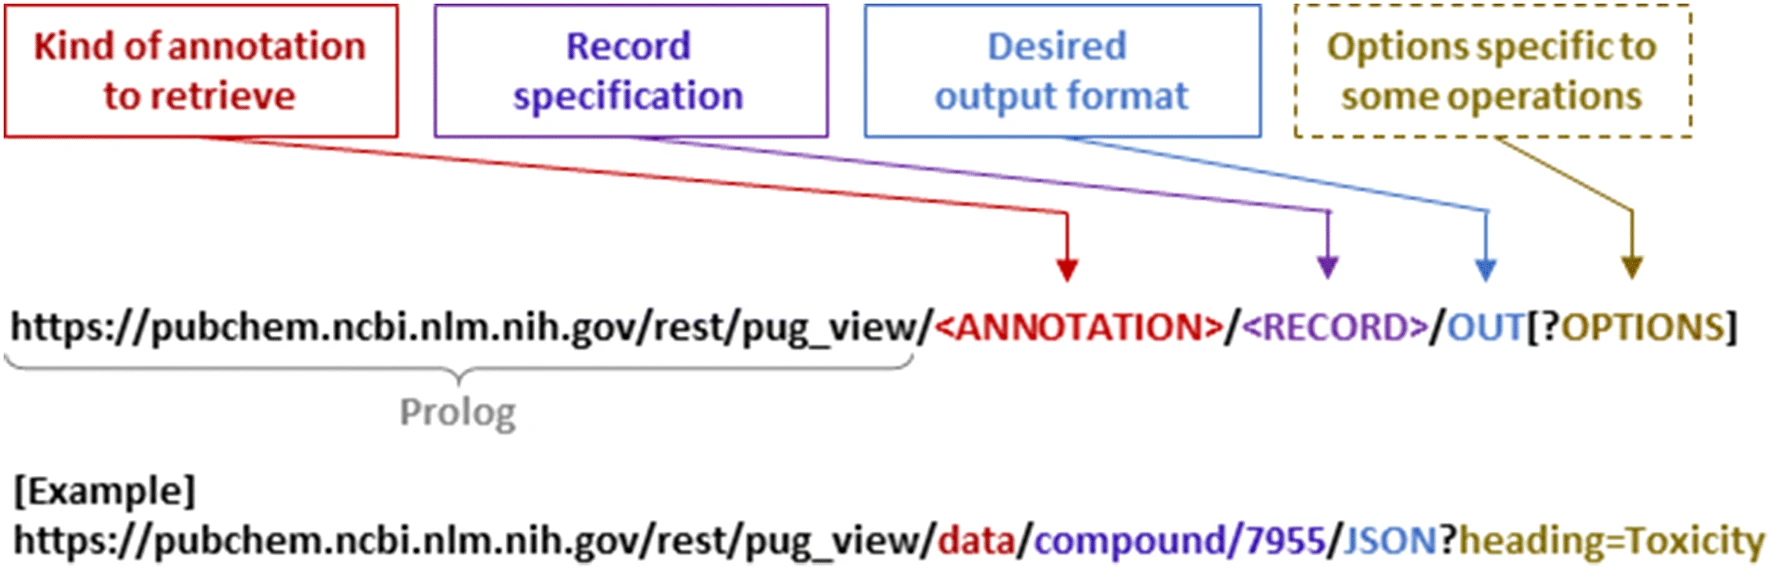 Kind of annotation
to retrieve
Record
specification
Desired
output format
Options specific to
some operations
https://pubchem.ncbi.nlm.nih.gov/rest/pug_view/<ANNOTATION>/<RECORD>/OUT[?OPTIONS]
Prolog
[Example]
https://pubchem.ncbi.nlm.nih.gov/rest/pug_view/data/compound/7955/JSON?heading=Toxicity